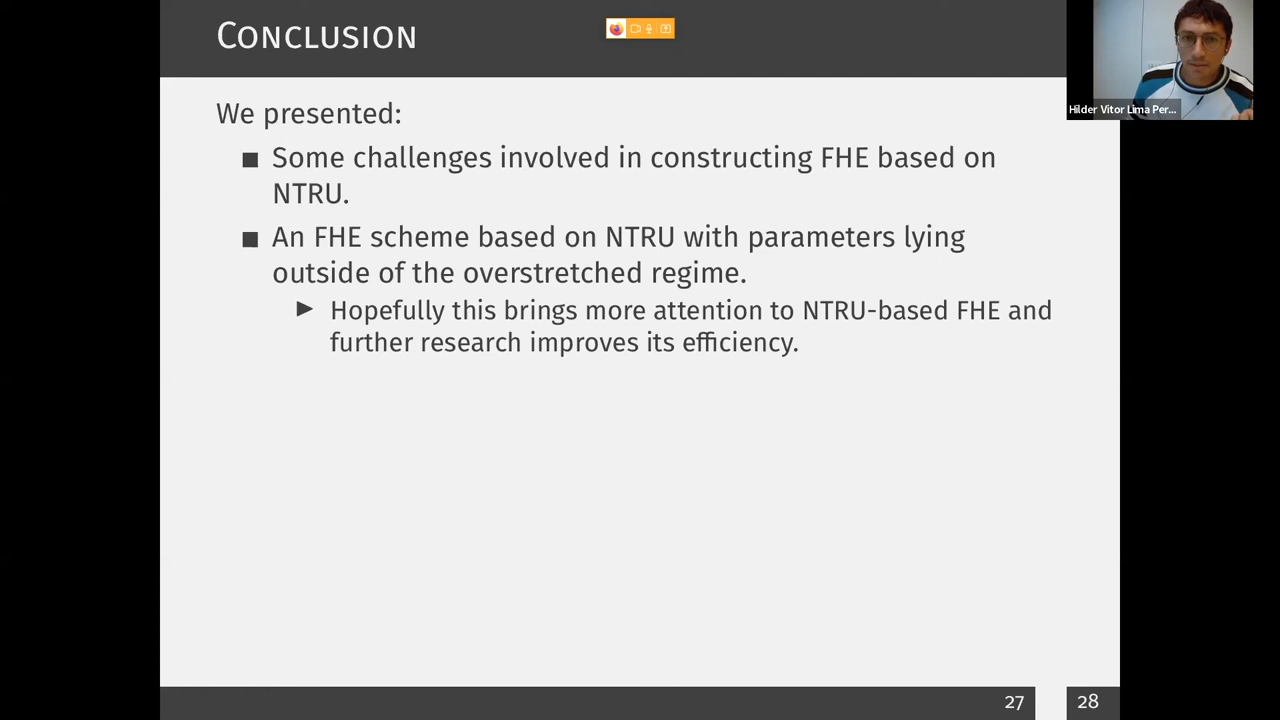 Conclusion
We presented:
Some challenges involved in constructing FHE based on
NTRU.
An FHE scheme based on NTRU with parameters lying
outside of the overstretched regime.
Hopefully this brings more attention to NTRU-based FHE and
further research improves its efficiency.
Hilder Vitor Lima Per...
27
28